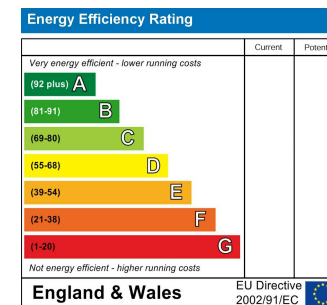 Energy Efficiency Rating
Current Potent
Very energy efficient - lower running costs
(92 plus) A
(81-91) B
(69-80) C
(55-68) D
(39-54) E
(21-38) F
(1-20) G
Not energy efficient - higher running costs
England & Wales
EU Directive
2002/91/EC